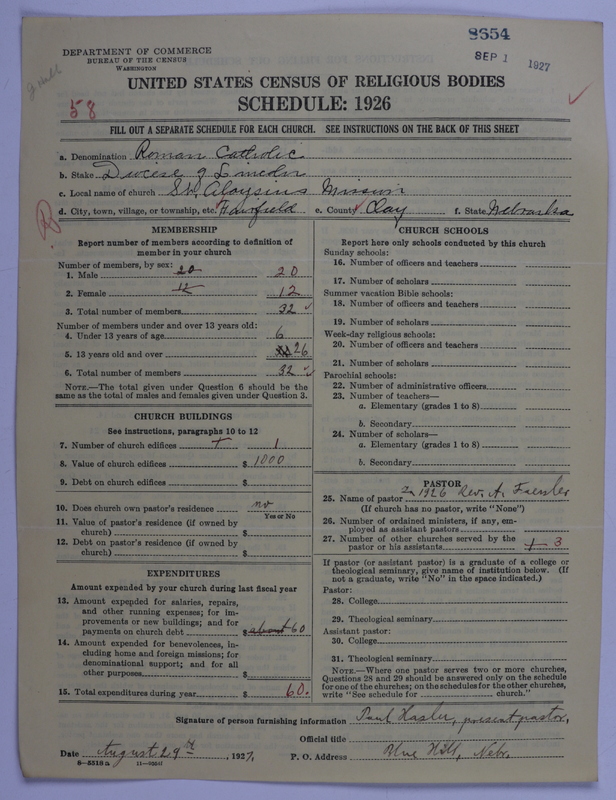 8654
SEP 1 1927
DEPARTMENT OF COMMERCE
BUREAU OF THE CENSUS
WASHINGTON
UNITED STATES CENSUS OF RELIGIOUS BODIES
SCHEDULE: 1926
58
FILL OUT A SEPARATE SCHEDULE FOR EACH CHURCH. SEE INSTRUCTIONS ON THE BACK OF THIS SHEET
a. Denomination Roman Catholic
b. Stake Diocese of Lincoln
c. Local name of church St. Aloysius Mission
d. City, town, village, or township, etc. Fairfield e. County Clay f. State Nebraska
MEMBERSHIP
Report number of members according to definition of member in your church
Number of members, by sex:
1. Male 20 20
2. Female 12 12
3. Total number of members 32
Number of members under and over 13 years old:
4. Under 13 years of age 6
5. 13 years old and over 26
6. Total number of members 32
NOTE.—The total given under Question 6 should be the same as the total of males and females given under Question 3.
CHURCH BUILDINGS
See instructions, paragraphs 10 to 12
7. Number of church edifices 1 1
8. Value of church edifices $ 1000
9. Debt on church edifices $
10. Does church own pastor's residence no
Yes or No
11. Value of pastor's residence (if owned by church) $
12. Debt on pastor's residence (if owned by church) $
EXPENDITURES
Amount expended by your church during last fiscal year
13. Amount expended for salaries, repairs, and other running expenses; for improvements or new buildings; and for payments on church debt $ about 60
14. Amount expended for benevolences, including home and foreign missions; for denominational support; and for all other purposes $
15. Total expenditures during year $ 60.
CHURCH SCHOOLS
Report here only schools conducted by this church
Sunday schools:
16. Number of officers and teachers
17. Number of scholars
Summer vacation Bible schools:
18. Number of officers and teachers
19. Number of scholars
Week-day religious schools:
20. Number of officers and teachers
21. Number of scholars
Parochial schools:
22. Number of administrative officers
23. Number of teachers—
a. Elementary (grades 1 to 8)
b. Secondary
24. Number of scholars—
a. Elementary (grades 1 to 8)
b. Secondary
PASTOR
25. Name of pastor In 1926 Rev. A.
(If church has no pastor, write "None")
26. Number of ordained ministers, if any, employed as assistant pastors
27. Number of other churches served by the pastor or his assistants 1 3
If pastor (or assistant pastor) is a graduate of a college or theological seminary, give name of institution below. (If not a graduate, write "No" in the space indicated.)
Pastor:
28. College
29. Theological seminary
Assistant pastor:
30. College
31. Theological seminary
NOTE.—Where one pastor serves two or more churches, Questions 28 and 29 should be answered only on the schedule for one of the churches; on the schedules for the other churches, write "See schedule for church."
Signature of person furnishing information Paul Hasler, present pastor,
Official title
Date August 29th, 1927. P. O. Address Blue Hill, Nebr.